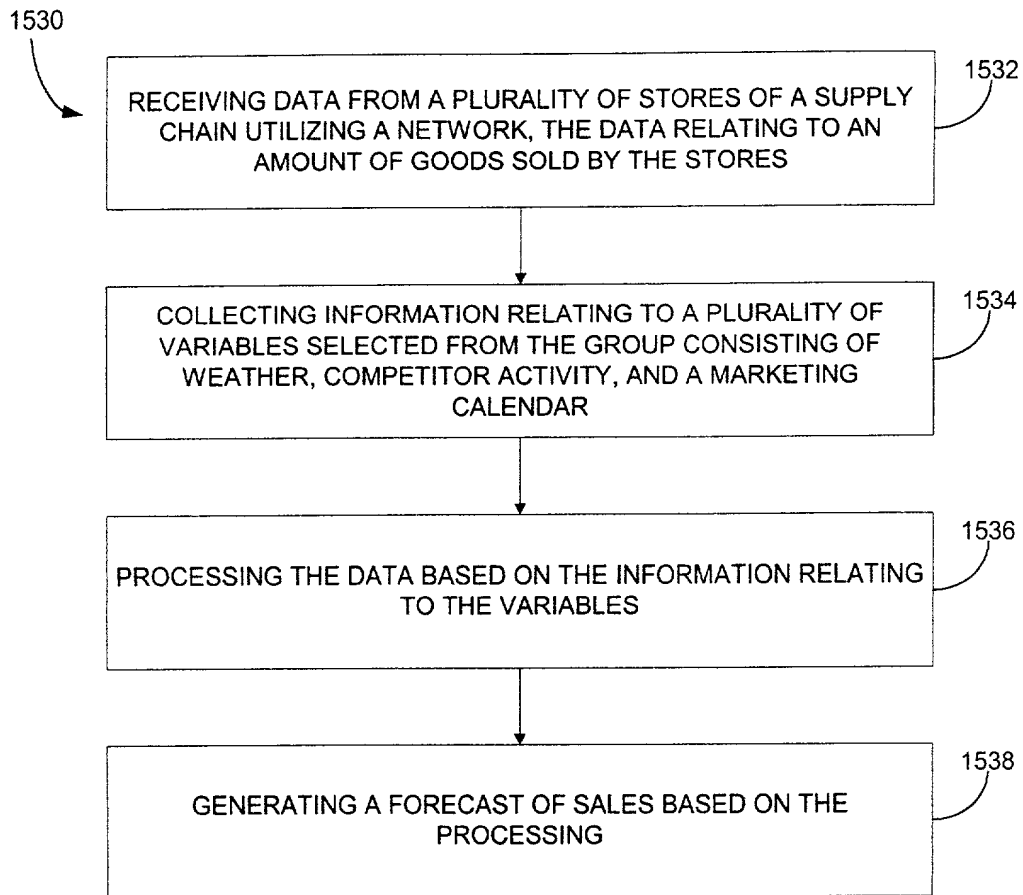 1530
1532
RECEIVING DATA FROM A PLURALITY OF STORES OF A SUPPLY
CHAIN UTILIZING A NETWORK, THE DATA RELATING TO AN
AMOUNT OF GOODS SOLD BY THE STORES
1534
COLLECTING INFORMATION RELATING TO A PLURALITY OF
VARIABLES SELECTED FROM THE GROUP CONSISTING OF
WEATHER, COMPETITOR ACTIVITY, AND A MARKETING
CALENDAR
1536
PROCESSING THE DATA BASED ON THE INFORMATION RELATING
TO THE VARIABLES
1538
GENERATING A FORECAST OF SALES BASED ON THE
PROCESSING